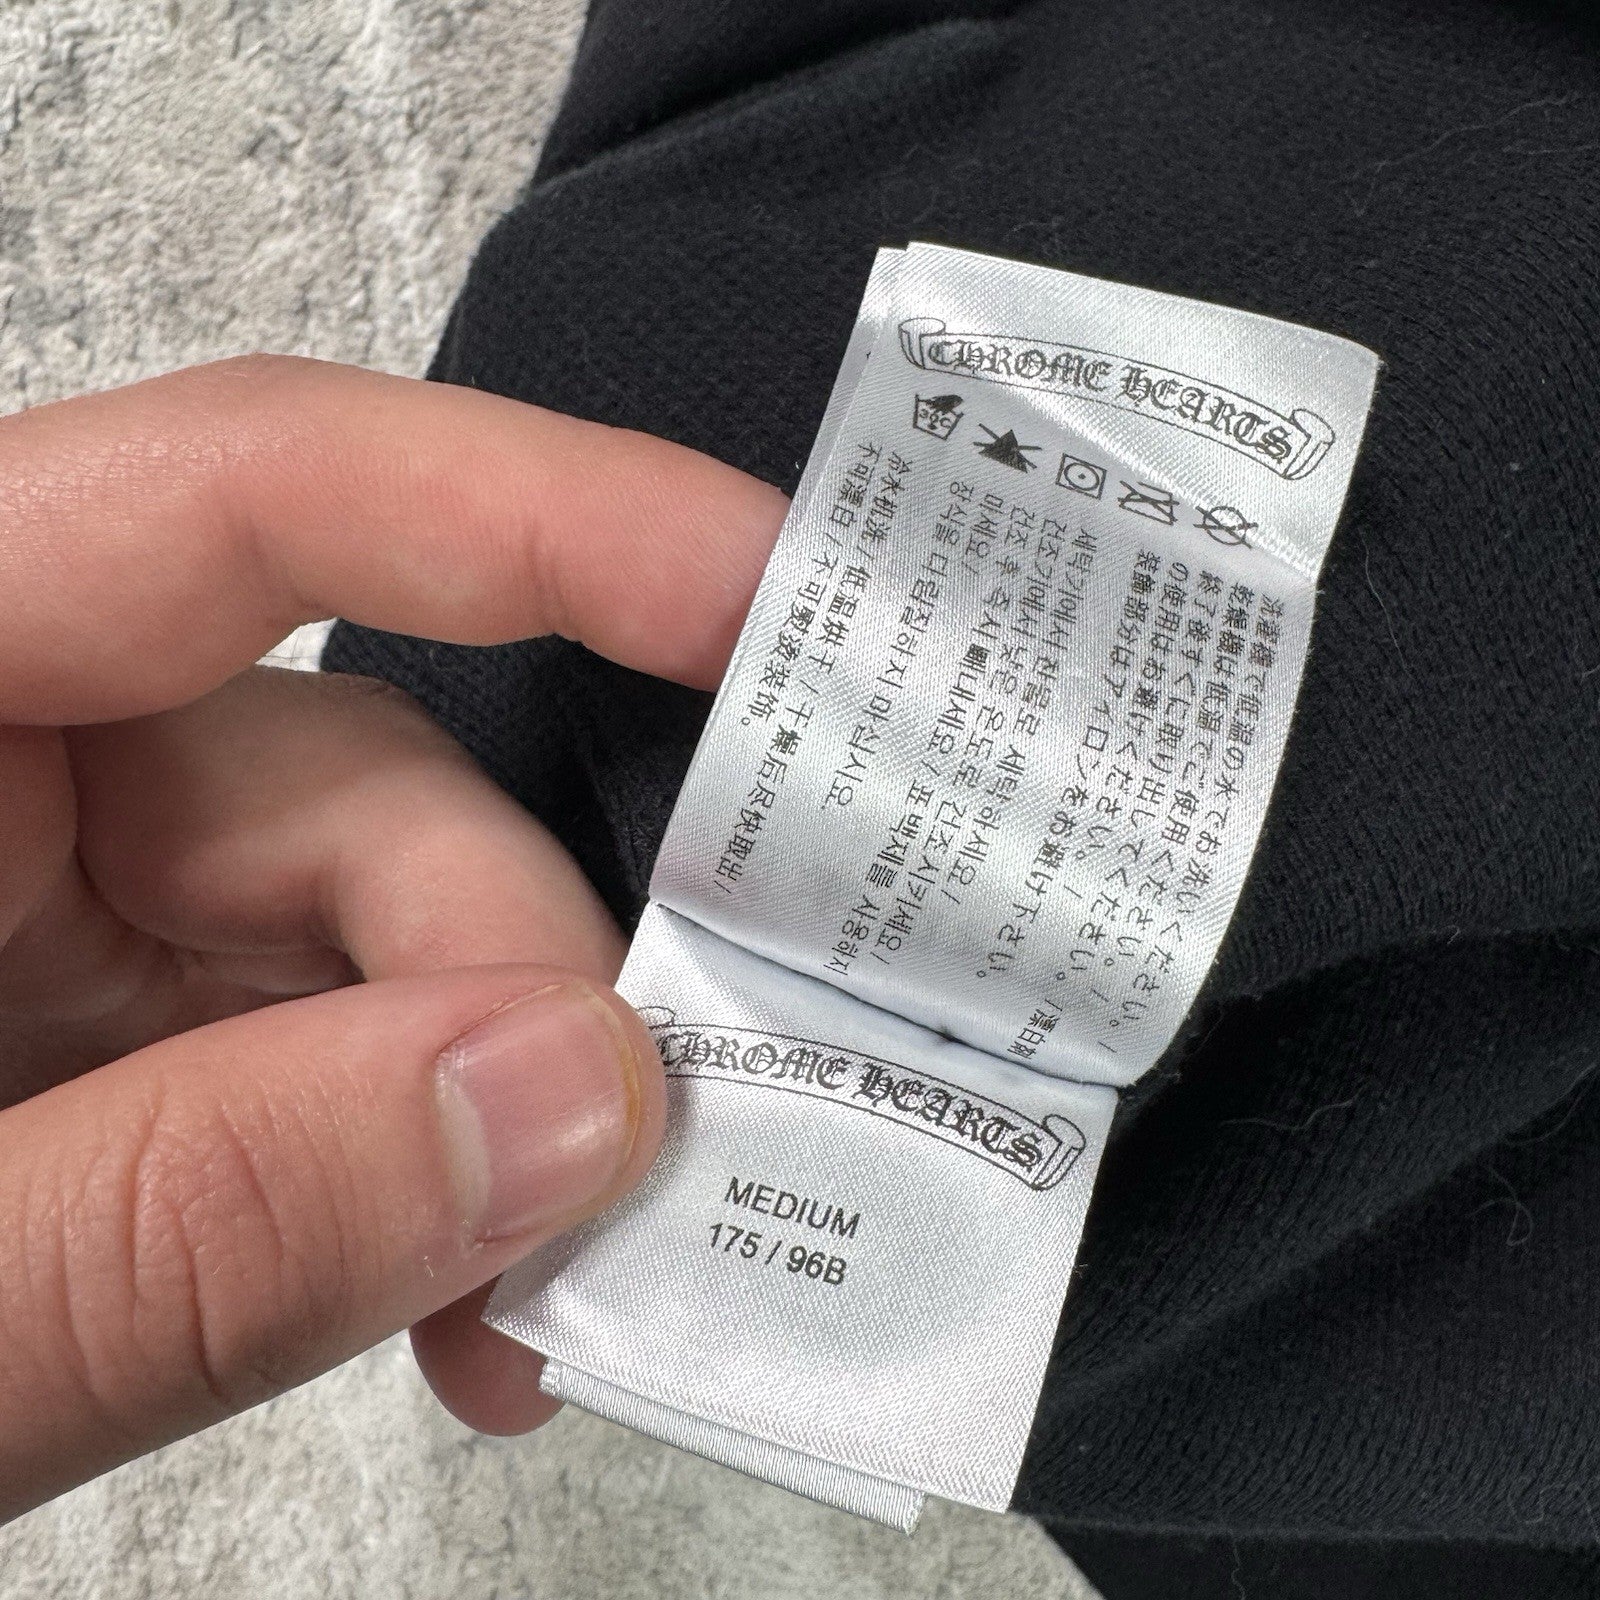 CHROME HEARTS
30C
洗濯機で低温の水でお洗いください。/
乾燥機は低温でご使用ください。/
終了後すぐに取り出してください。/漂白剤
の使用はお避けください。/
装飾部分はアイロンをお避け下さい。
세탁기에서 찬물로 세탁하세요/
건조기에서 낮은 온도로 건조시키세요/
건조 후 즉시 빼내세요/표백제를 사용하지
마세요/
장식을 다림질하지 마십시오.
冷水机洗/低温烘干/干燥后尽快取出/
不可漂白/不可熨烫装饰。
CHROME HEARTS
MEDIUM
175 / 96B